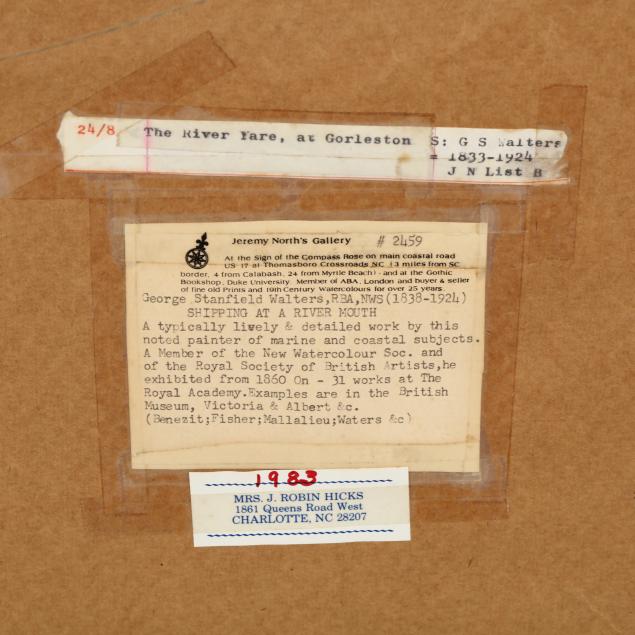 24/8 The River Yare, at Gorleston S: G S Walters
= 1833-1924
J N List B
Jeremy North's Gallery # 2459
At the Sign of the Compass Rose on main coastal road
US 17 at Thomasboro Crossroads NC (3 miles from SC
border, 4 from Calabash, 24 from Myrtle Beach) - and at the Gothic
Bookshop, Duke University. Member of ABA, London and buyer & seller
of fine old Prints and 19th Century Watercolours for over 25 years.
George Stanfield Walters,RBA,NWS(1838-1924)
SHIPPING AT A RIVER MOUTH
A typically lively & detailed work by this
noted painter of marine and coastal subjects.
A Member of the New Watercolour Soc. and
of the Royal Society of British Artists,he
exhibited from 1860 On - 31 works at The
Royal Academy.Examples are in the British
Museum, Victoria & Albert &c.
(Benezit;Fisher;Mallalieu;Waters &c)
1983
MRS. J. ROBIN HICKS
1861 Queens Road West
CHARLOTTE, NC 28207